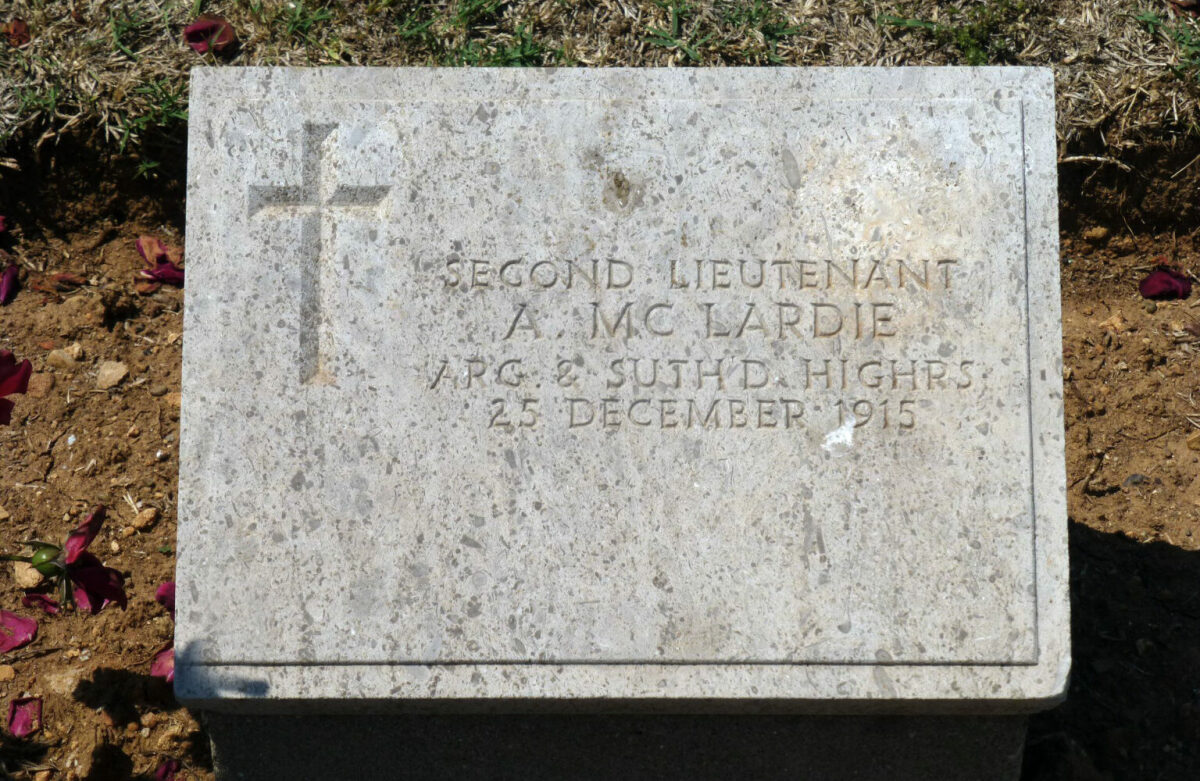 SECOND LIEUTENANT
A. MC LARDIE
ARG. & SUTH'D. HIGHRS.
25 DECEMBER 1915